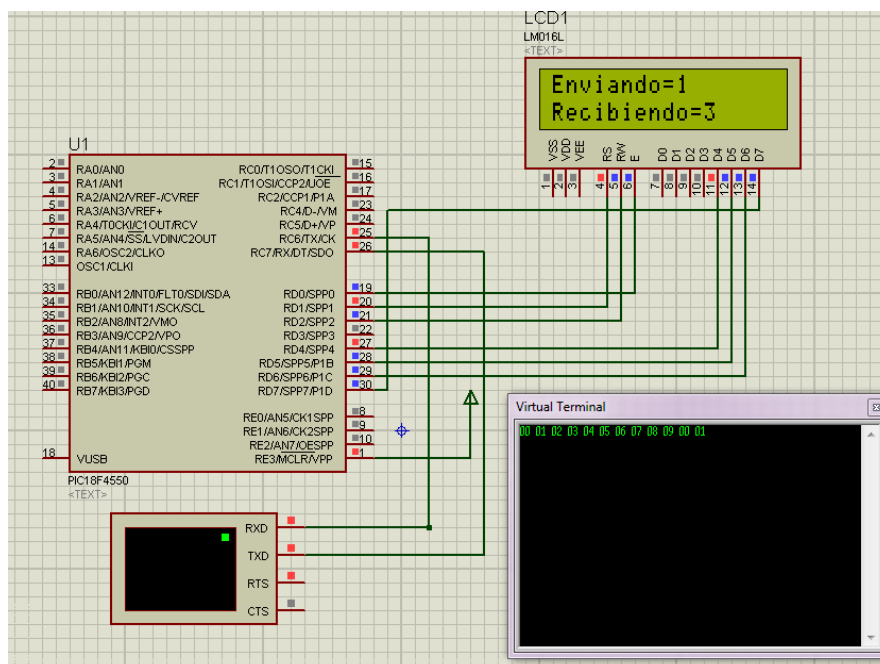 LCD1
LM016L
<TEXT>
Enviando=1
Recibiendo=3
VSS
VDD
VEE
RS
RW
E
D0
D1
D2
D3
D4
D5
D6
D7
1
2
3
4
5
6
7
8
9
10
11
12
13
14
U1
2 RA0/AN0
3 RA1/AN1
4 RA2/AN2/VREF-/CVREF
5 RA3/AN3/VREF+
6 RA4/T0CKI/C1OUT/RCV
7 RA5/AN4/SS/LVDIN/C2OUT
14 RA6/OSC2/CLKO
13 OSC1/CLKI
33 RB0/AN12/INT0/FLT0/SDI/SDA
34 RB1/AN10/INT1/SCK/SCL
35 RB2/AN8/INT2/VMO
36 RB3/AN9/CCP2/VPO
37 RB4/AN11/KBI0/CSSPP
38 RB5/KBI1/PGM
39 RB6/KBI2/PGC
40 RB7/KBI3/PGD
18 VUSB
RC0/T1OSO/T1CKI 15
RC1/T1OSI/CCP2/UOE 16
RC2/CCP1/P1A 17
RC4/D-/VM 23
RC5/D+/VP 24
RC6/TX/CK 25
RC7/RX/DT/SDO 26
RD0/SPP0 19
RD1/SPP1 20
RD2/SPP2 21
RD3/SPP3 22
RD4/SPP4 27
RD5/SPP5/P1B 28
RD6/SPP6/P1C 29
RD7/SPP7/P1D 30
RE0/AN5/CK1SPP 8
RE1/AN6/CK2SPP 9
RE2/AN7/OESPP 10
RE3/MCLR/VPP 1
PIC18F4550
<TEXT>
RXD
TXD
RTS
CTS
Virtual Terminal
00 01 02 03 04 05 06 07 08 09 00 01